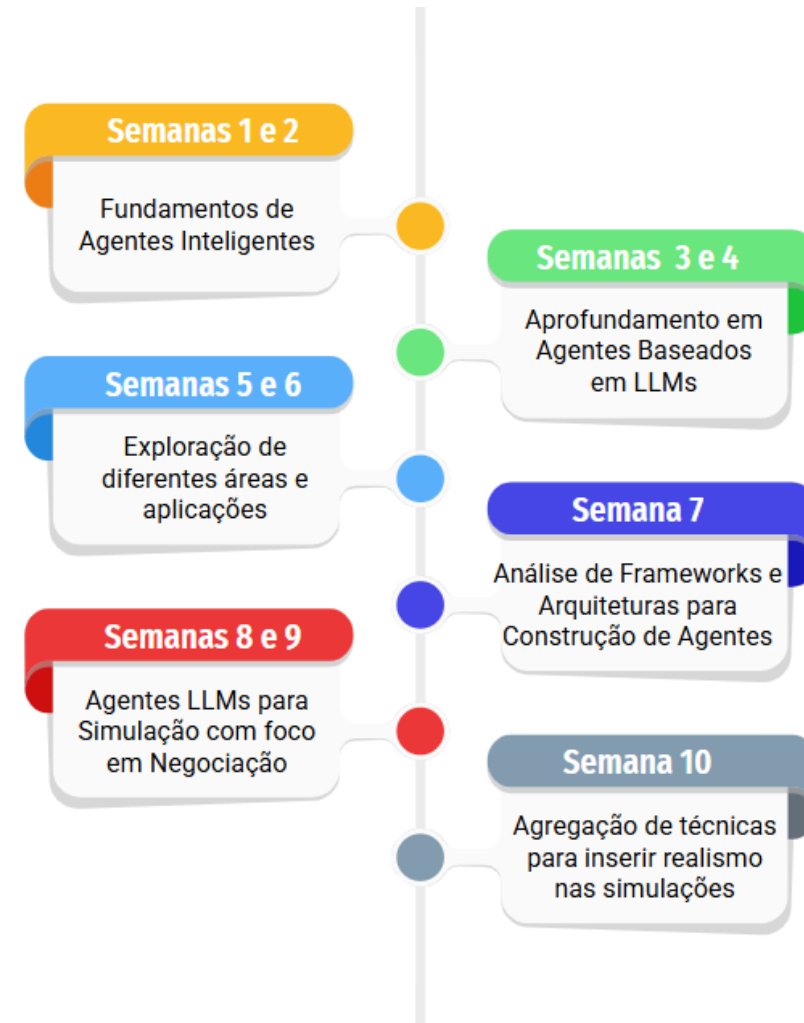 Semanas 1 e 2
Fundamentos de
Agentes Inteligentes
Semanas 3 e 4
Aprofundamento em
Agentes Baseados
em LLMs
Semanas 5 e 6
Exploração de
diferentes áreas e
aplicações
Semana 7
Análise de Frameworks e
Arquiteturas para
Construção de Agentes
Semanas 8 e 9
Agentes LLMs para
Simulação com foco
em Negociação
Semana 10
Agregação de técnicas
para inserir realismo
nas simulações